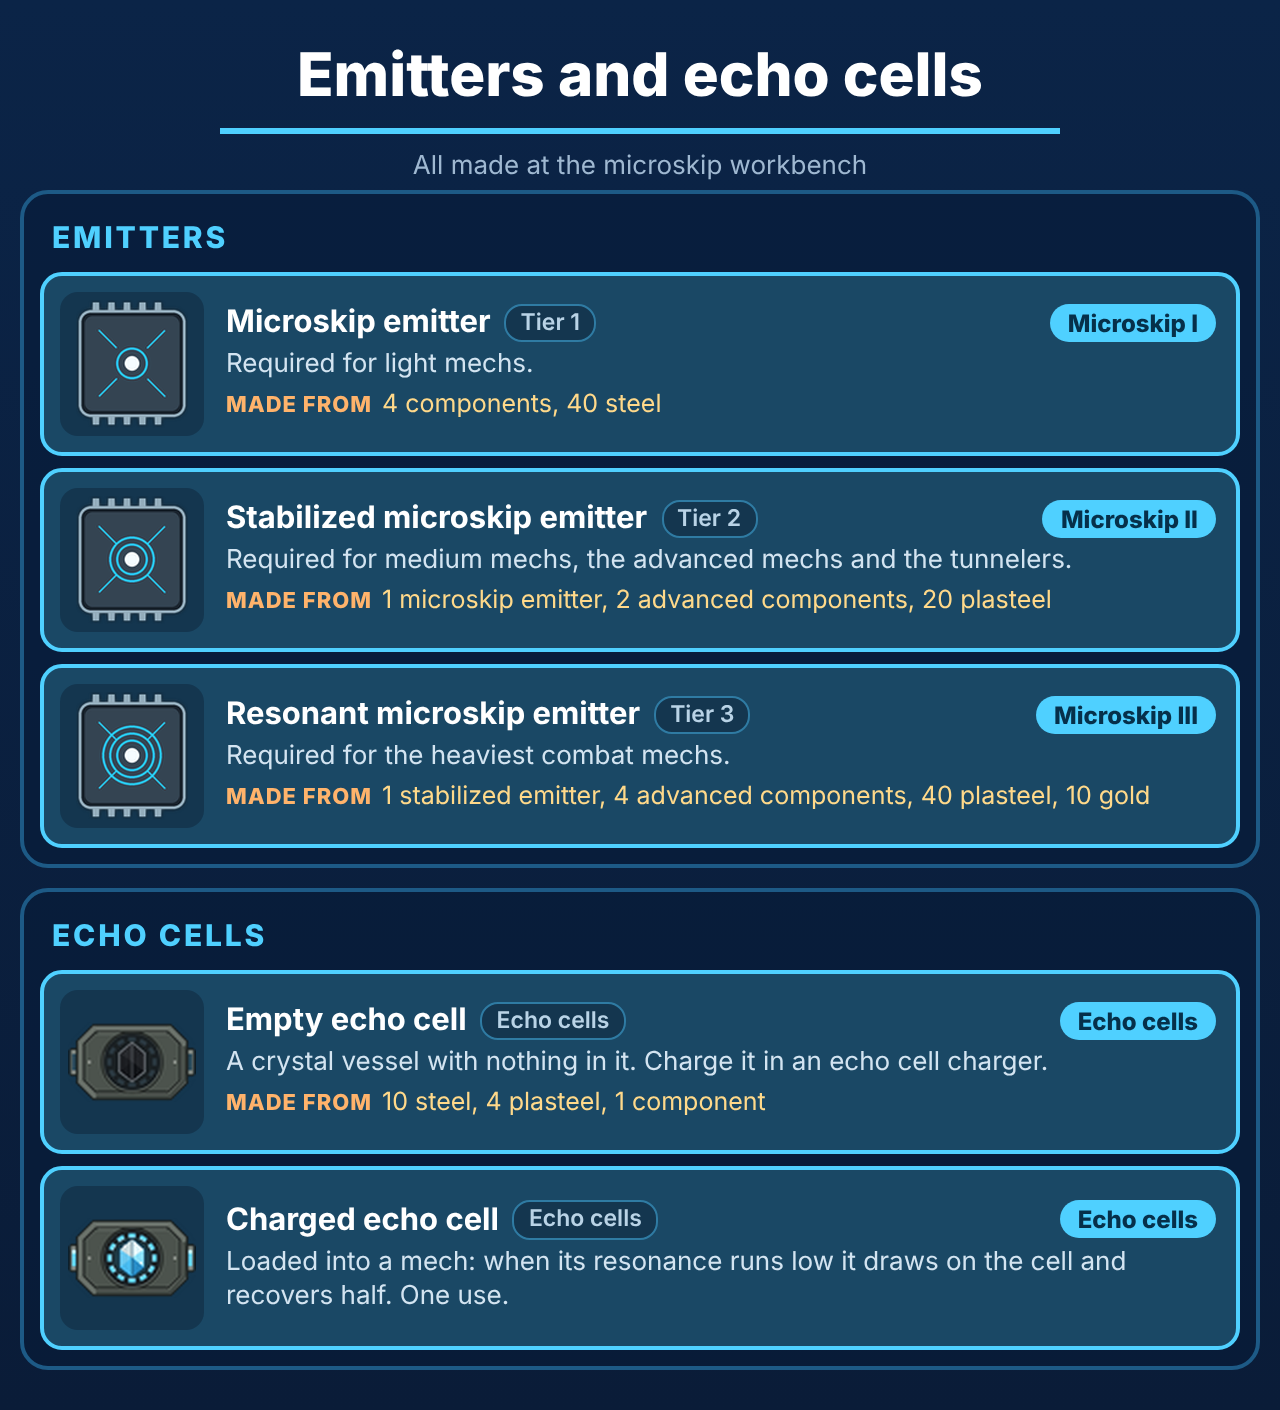 Emitters and echo cells
All made at the microskip workbench
EMITTERS
Microskip emitter Tier 1 Microskip I
Required for light mechs.
MADE FROM 4 components, 40 steel
Stabilized microskip emitter Tier 2 Microskip II
Required for medium mechs, the advanced mechs and the tunnelers.
MADE FROM 1 microskip emitter, 2 advanced components, 20 plasteel
Resonant microskip emitter Tier 3 Microskip III
Required for the heaviest combat mechs.
MADE FROM 1 stabilized emitter, 4 advanced components, 40 plasteel, 10 gold
ECHO CELLS
Empty echo cell Echo cells Echo cells
A crystal vessel with nothing in it. Charge it in an echo cell charger.
MADE FROM 10 steel, 4 plasteel, 1 component
Charged echo cell Echo cells Echo cells
Loaded into a mech: when its resonance runs low it draws on the cell and
recovers half. One use.